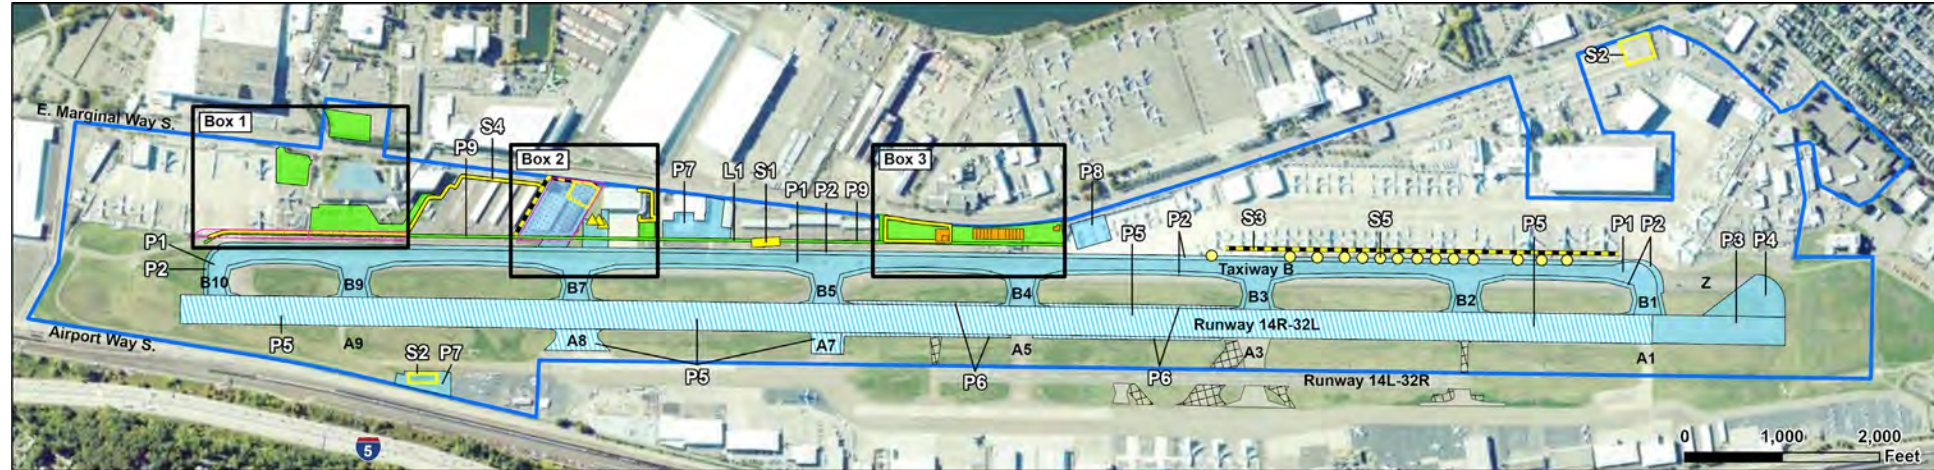 S2
E. Marginal Way S.
Box 1
S4
P9
Box 2
Box 3
P7
L1
S1
P1
P2
P9
P8
P2
P5
S3
S5
P5
P1
P2
P3
P4
P1
P2
Taxiway B
Z
B10
B9
B7
B5
B4
B3
B2
B1
Runway 14R-32L
Airport Way S.
P5
A9
A8
A7
A5
A3
A1
S2
P7
P5
P6
P6
Runway 14L-32R
5
0
1,000
2,000
Feet